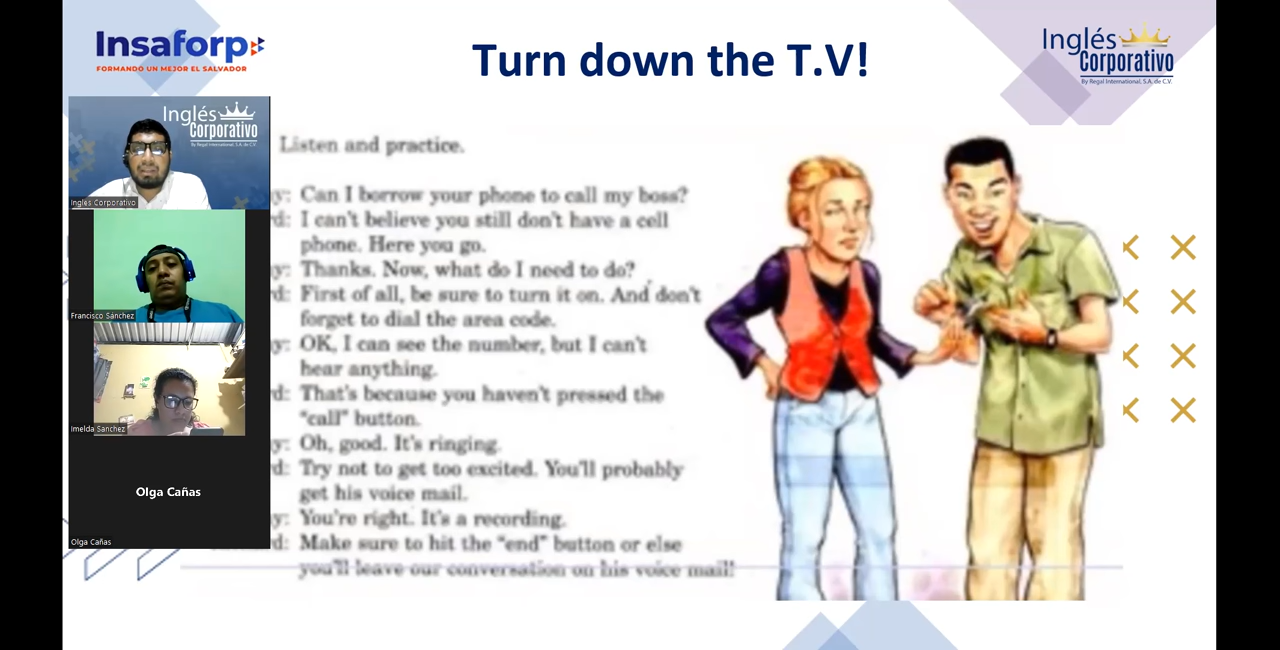 Insaforp
FORMANDO UN MEJOR EL SALVADOR
Turn down the T.V!
Inglés
Corporativo
By Regal International, S.A. de C.V.
Inglés
Corporativo
By Regal International, S.A. de C.V.
Inglés Corporativo
Francisco Sánchez
Imelda Sánchez
Olga Cañas
Olga Cañas
Listen and practice.
y: Can I borrow your phone to call my boss?
d: I can't believe you still don't have a cell
phone. Here you go.
y: Thanks. Now, what do I need to do?
d: First of all, be sure to turn it on. And don't
forget to dial the area code.
y: OK, I can see the number, but I can't
hear anything.
d: That's because you haven't pressed the
"call" button.
y: Oh, good. It's ringing.
d: Try not to get too excited. You'll probably
get his voice mail.
y: You're right. It's a recording.
d: Make sure to hit the "end" button or else
you'll leave our conversation on his voice mail!